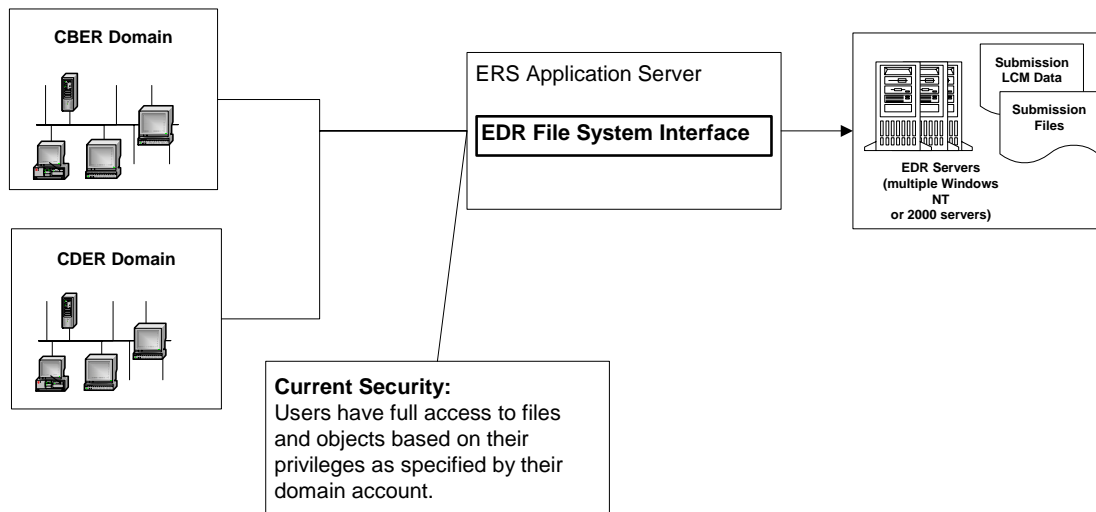 CBER Domain
CDER Domain
ERS Application Server
EDR File System Interface
Submission
LCM Data
Submission
Files
EDR Servers
(multiple Windows
NT
or 2000 servers)
Current Security:
Users have full access to files
and objects based on their
privileges as specified by their
domain account.